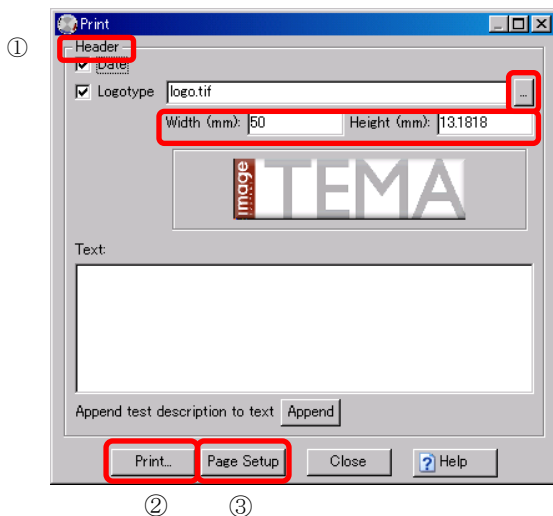 Print
①
Header
Date
Logotype logo.tif ...
Width (mm): 50 Height (mm): 13.1818
image TEMA
Text:
Append test description to text Append
Print... Page Setup Close ? Help
② ③